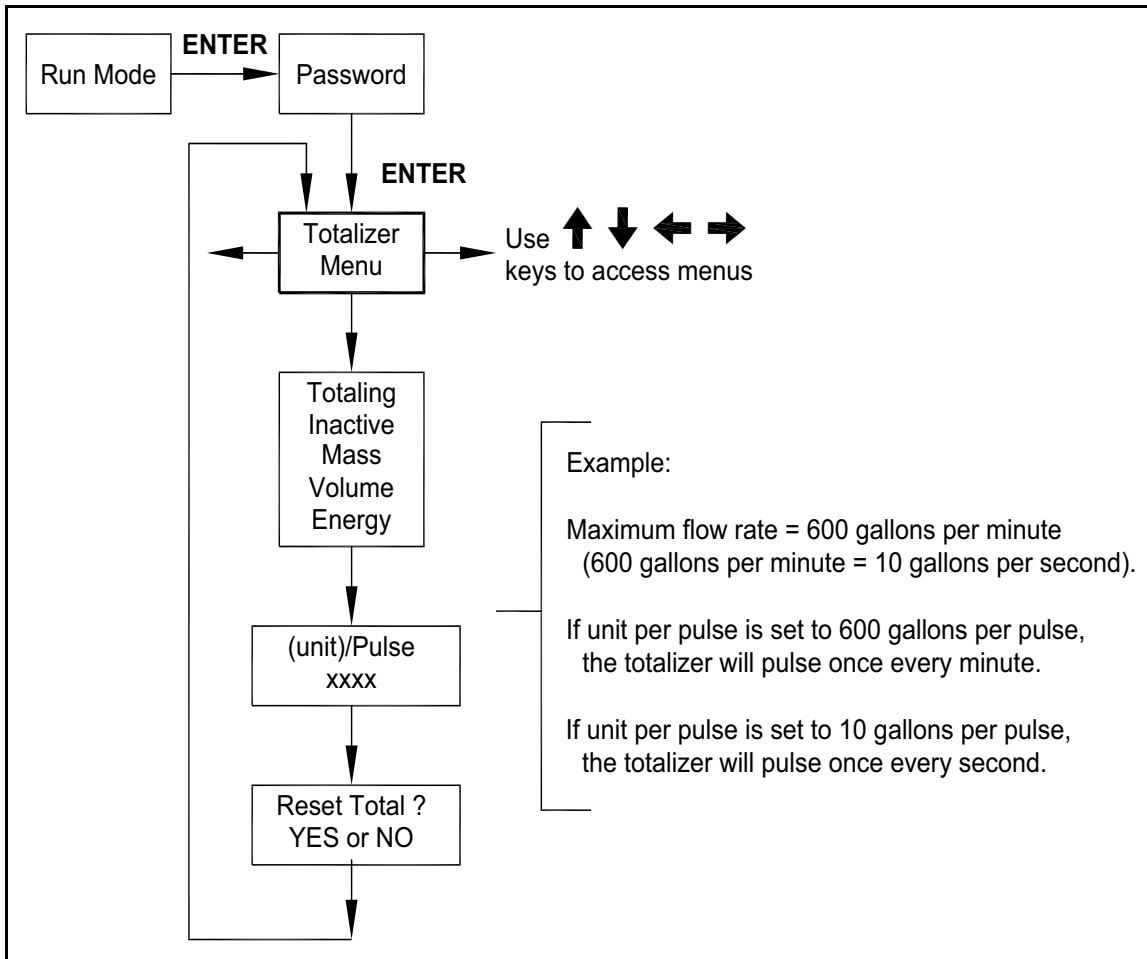 ENTER
Run Mode
Password
ENTER
Totalizer
Menu
Use
keys to access menus
Totaling
Inactive
Mass
Volume
Energy
(unit)/Pulse
xxxx
Reset Total ?
YES or NO
Example:
Maximum flow rate = 600 gallons per minute
(600 gallons per minute = 10 gallons per second).
If unit per pulse is set to 600 gallons per pulse,
the totalizer will pulse once every minute.
If unit per pulse is set to 10 gallons per pulse,
the totalizer will pulse once every second.